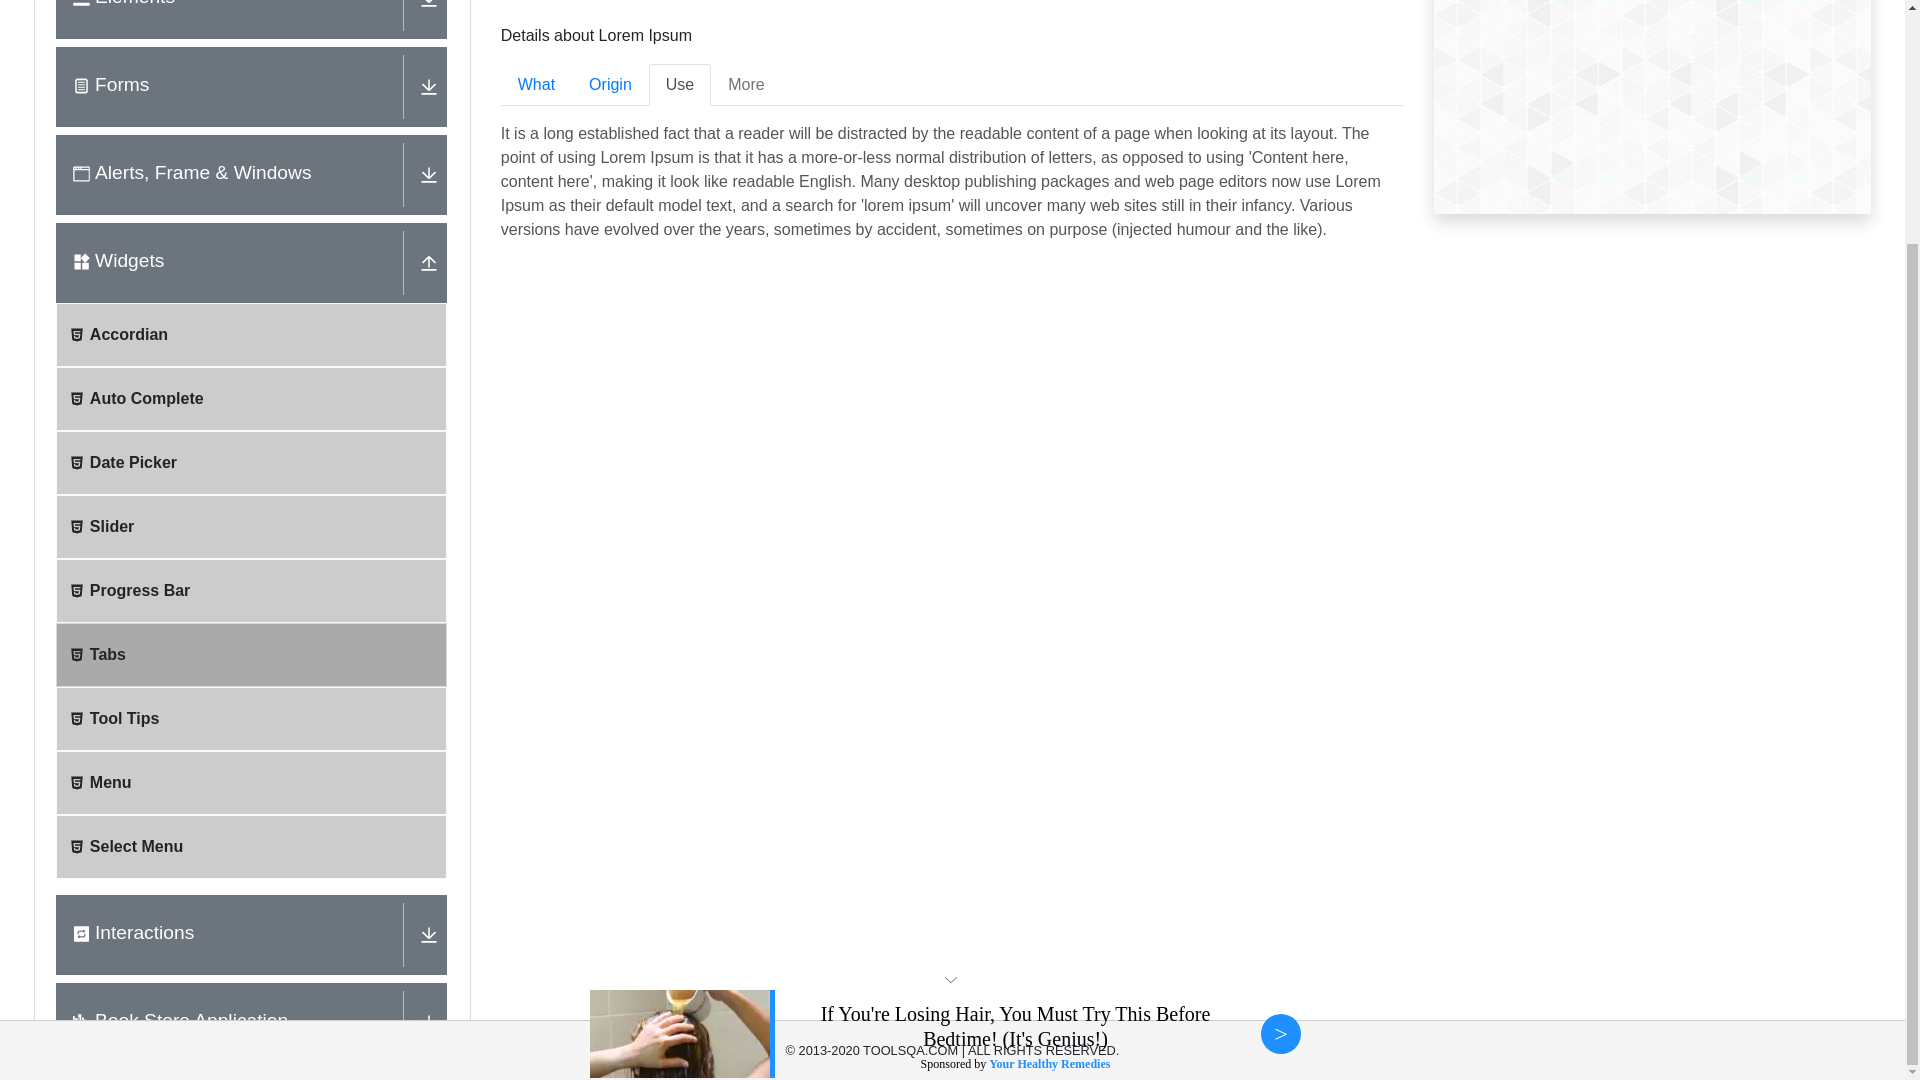 Elements
Forms
Alerts, Frame & Windows
Widgets
Accordian
Auto Complete
Date Picker
Slider
Progress Bar
Tabs
Tool Tips
Menu
Select Menu
Interactions
Book Store Application
Details about Lorem Ipsum
What Origin Use More
It is a long established fact that a reader will be distracted by the readable content of a page when looking at its layout. The
point of using Lorem Ipsum is that it has a more-or-less normal distribution of letters, as opposed to using 'Content here,
content here', making it look like readable English. Many desktop publishing packages and web page editors now use Lorem
Ipsum as their default model text, and a search for 'lorem ipsum' will uncover many web sites still in their infancy. Various
versions have evolved over the years, sometimes by accident, sometimes on purpose (injected humour and the like).
If You're Losing Hair, You Must Try This Before
Bedtime! (It's Genius!)
© 2013-2020 TOOLSQA.COM | ALL RIGHTS RESERVED.
Sponsored by Your Healthy Remedies
>